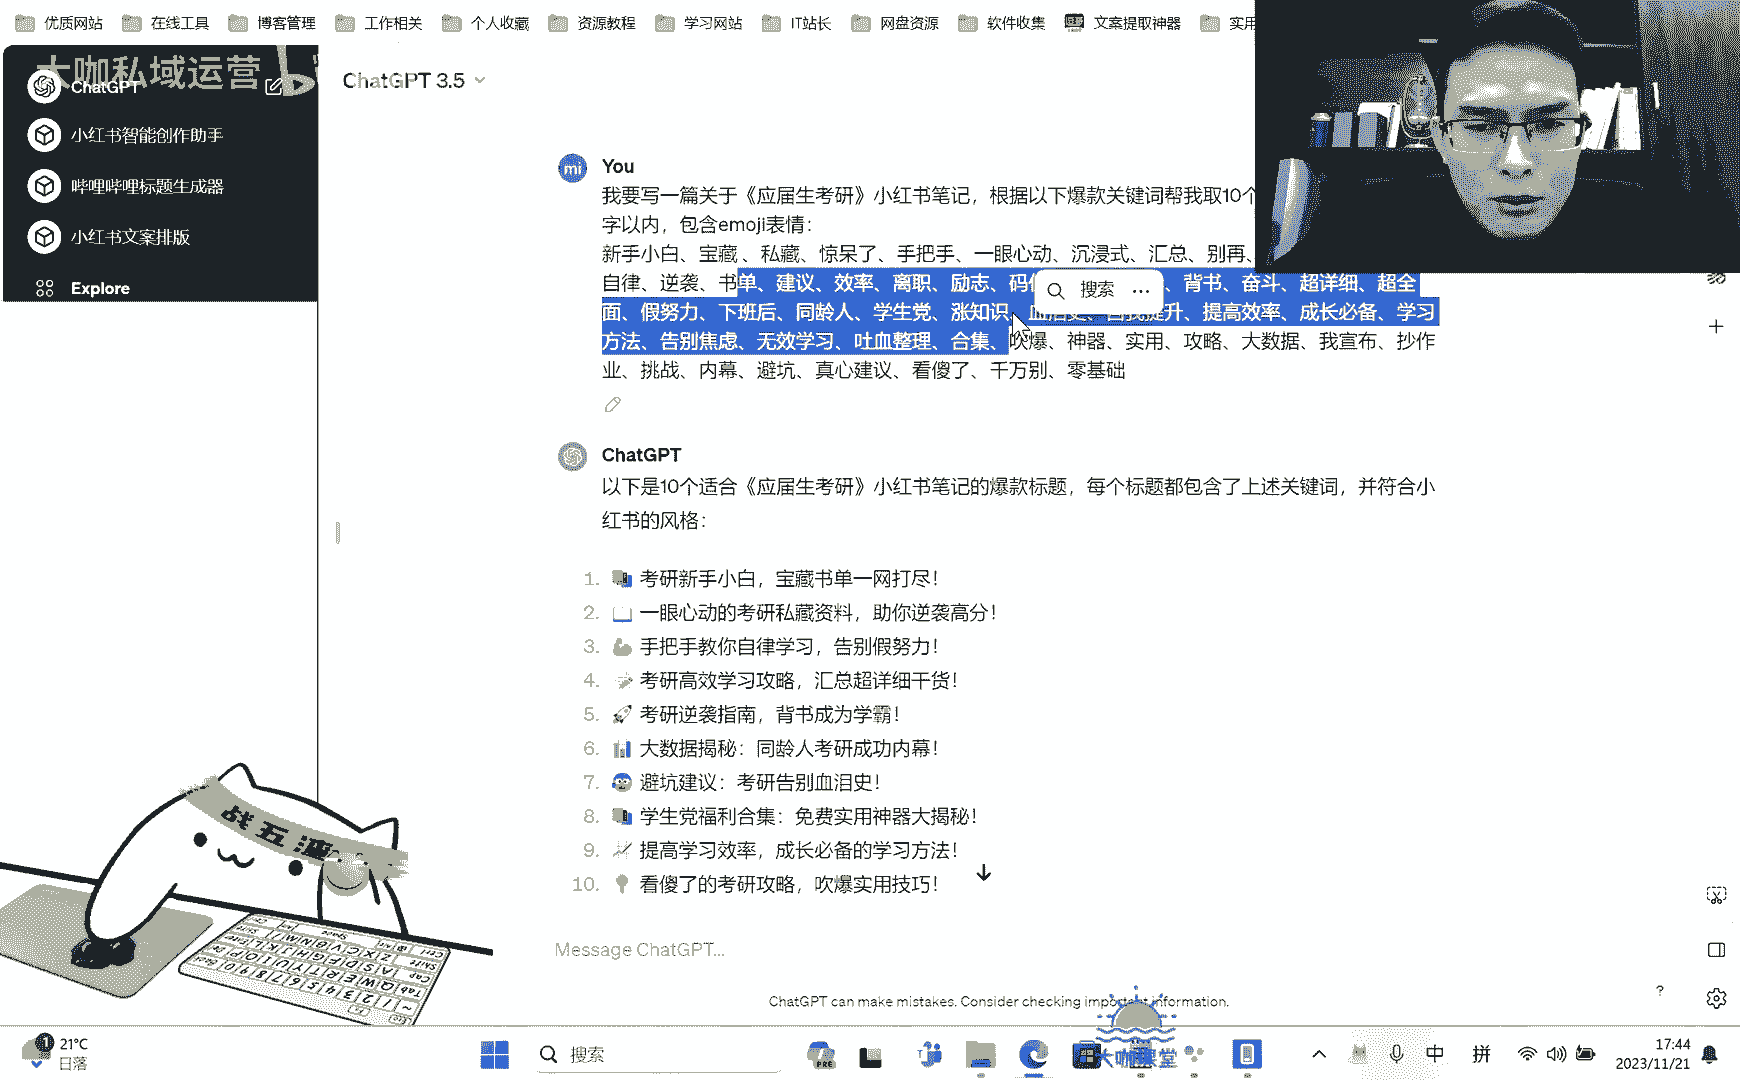 优质网站 在线工具 博客管理 工作相关 个人收藏 资源教程 学习网站 IT站长 网盘资源 软件收集 文案提取神器 实用
大咖私域运营
ChatGPT
ChatGPT 3.5
小红书智能创作助手
哔哩哔哩标题生成器
小红书文案排版
Explore
You
我要写一篇关于《应届生考研》小红书笔记，根据以下爆款关键词帮我取10个
字以内，包含emoji表情：
新手小白、宝藏、私藏、惊呆了、手把手、一眼心动、沉浸式、汇总、别再、
自律、逆袭、书单、建议、效率、离职、励志、码住 背书、奋斗、超详细、超全
搜索 ...
面、假努力、下班后、同龄人、学生党、涨知识、血泪史、自我提升、提高效率、成长必备、学习
方法、告别焦虑、无效学习、吐血整理、合集、吹爆、神器、实用、攻略、大数据、我宣布、抄作
业、挑战、内幕、避坑、真心建议、看傻了、千万别、零基础
ChatGPT
以下是10个适合《应届生考研》小红书笔记的爆款标题，每个标题都包含了上述关键词，并符合小
红书的风格：
1. 📚 考研新手小白，宝藏书单一网打尽！
2. 📖 一眼心动的考研私藏资料，助你逆袭高分！
3. 💪 手把手教你自律学习，告别假努力！
4. 考研高效学习攻略，汇总超详细干货！
5. 🚀 考研逆袭指南，背书成为学霸！
6. 📊 大数据揭秘：同龄人考研成功内幕！
7. 避坑建议：考研告别血泪史！
8. 📚 学生党福利合集：免费实用神器大揭秘！
9. 📈 提高学习效率，成长必备的学习方法！
10. 💡 看傻了的考研攻略，吹爆实用技巧！
Message ChatGPT...
ChatGPT can make mistakes. Consider checking important information.
大咖课堂
21°C
日落
搜索
PRE
中
拼
17:44
2023/11/21